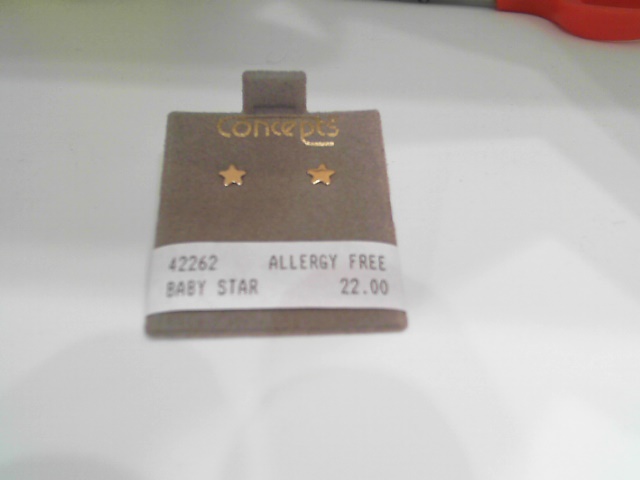 Concepts
42262 ALLERGY FREE
BABY STAR 22.00